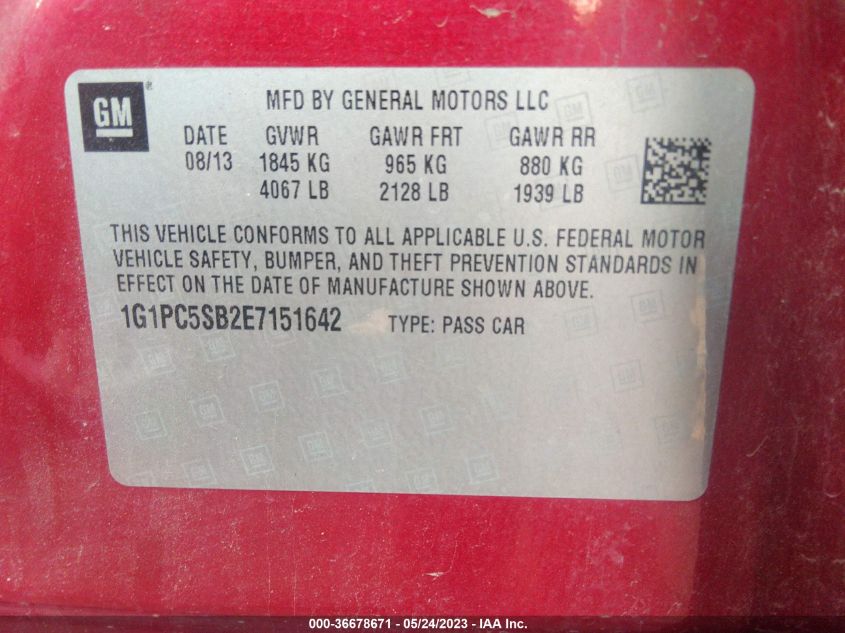 GM®
MFD BY GENERAL MOTORS LLC
DATE GVWR GAWR FRT GAWR RR
08/13 1845 KG 965 KG 880 KG
4067 LB 2128 LB 1939 LB
THIS VEHICLE CONFORMS TO ALL APPLICABLE U.S. FEDERAL MOTOR
VEHICLE SAFETY, BUMPER, AND THEFT PREVENTION STANDARDS IN
EFFECT ON THE DATE OF MANUFACTURE SHOWN ABOVE.
1G1PC5SB2E7151642 TYPE: PASS CAR
000-36678671 - 05/24/2023 - IAA Inc.